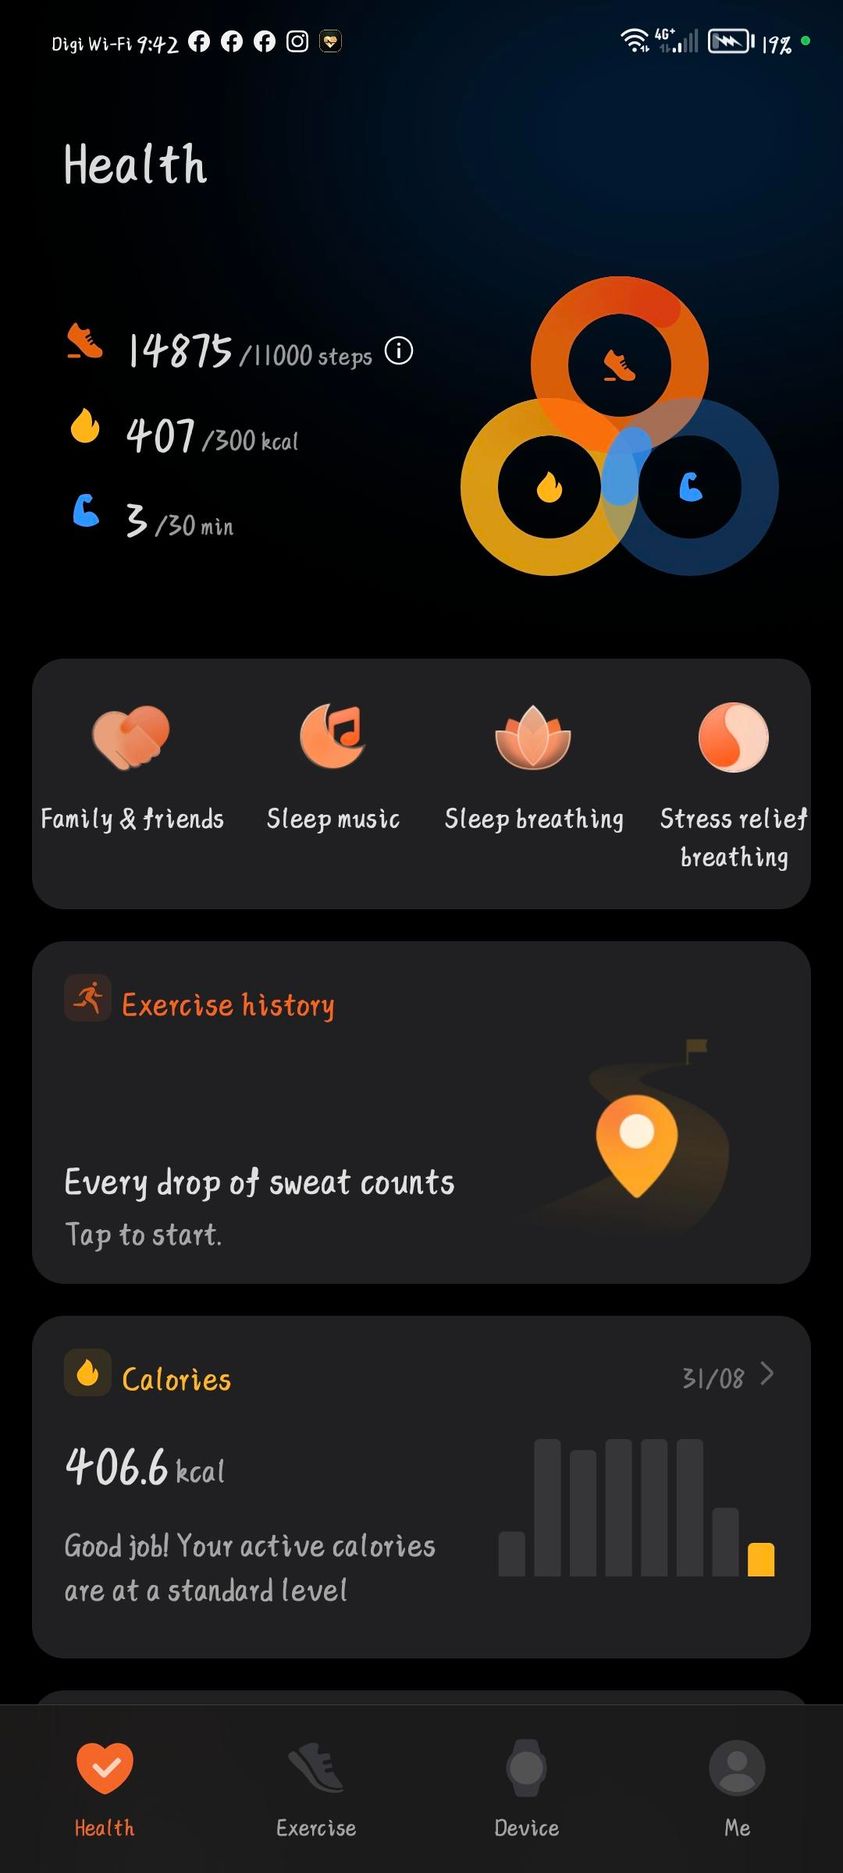 Digi Wi-Fi 9:42 4G+ 19%
Health
14875 /11000 steps
407 /300 kcal
3 /30 min
Family & friends Sleep music Sleep breathing Stress relief
breathing
Exercise history
Every drop of sweat counts
Tap to start.
Calories 31/08
406.6 kcal
Good job! Your active calories
are at a standard level
Health Exercise Device Me